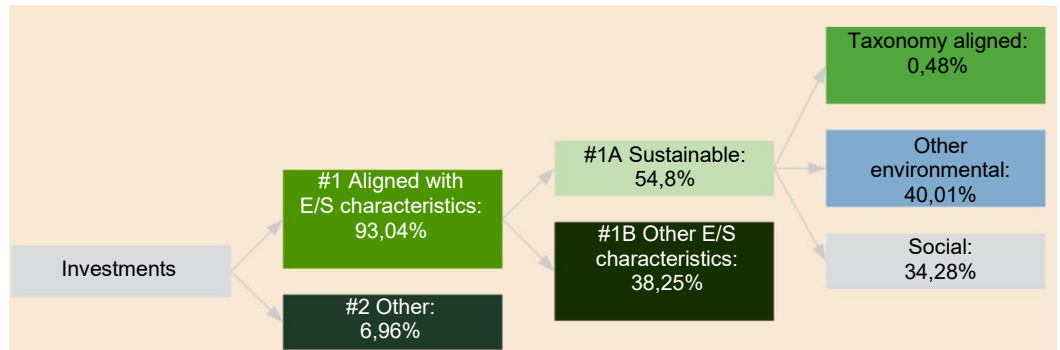 Investments
#1 Aligned with
E/S characteristics:
93,04%
#2 Other:
6,96%
#1A Sustainable:
54,8%
#1B Other E/S
characteristics:
38,25%
Taxonomy aligned:
0,48%
Other
environmental:
40,01%
Social:
34,28%